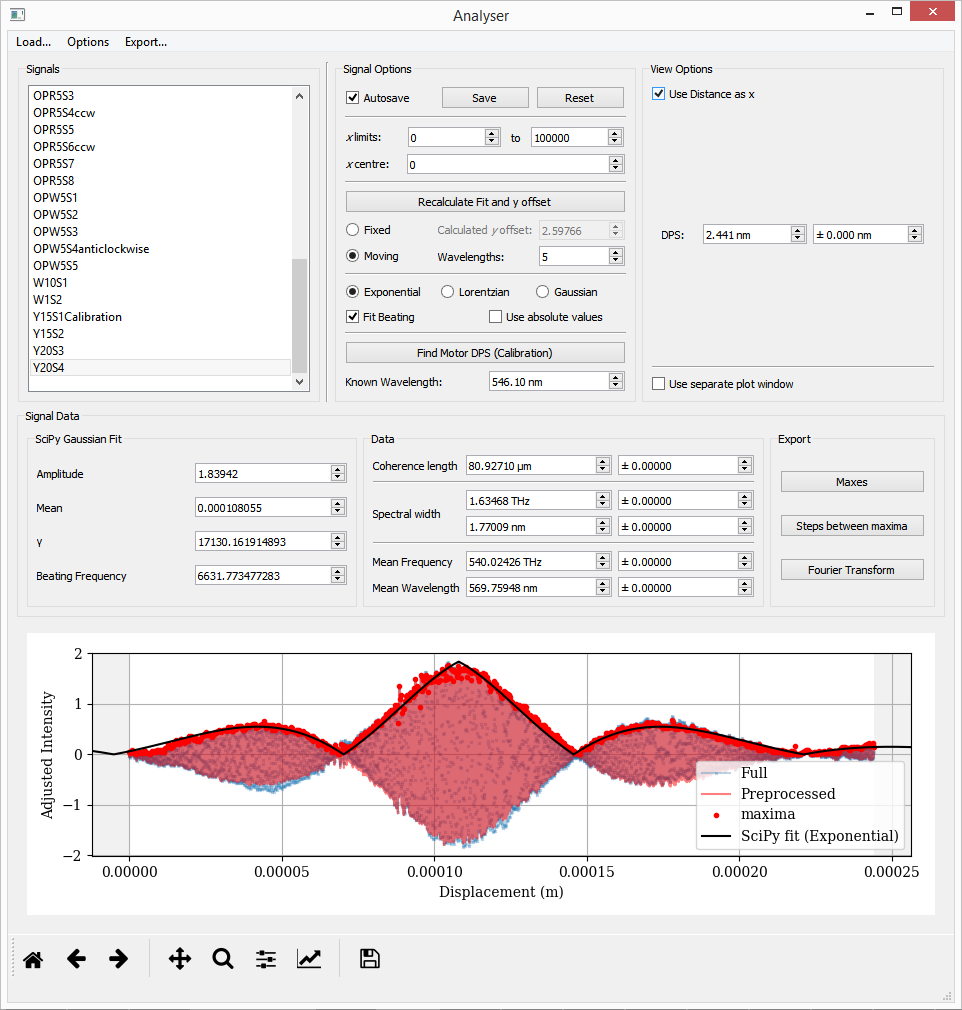 Analyser
Load... Options Export...
Signals
OPR5S3
OPR5S4ccw
OPR5S5
OPR5S6ccw
OPR5S7
OPR5S8
OPW5S1
OPW5S2
OPW5S3
OPW5S4anticlockwise
OPW5S5
W10S1
W1S2
Y15S1Calibration
Y15S2
Y20S3
Y20S4
Signal Options
Autosave Save Reset
x limits: 0 to 100000
x centre: 0
Recalculate Fit and y offset
Fixed Calculated y offset: 2.59766
Moving Wavelengths: 5
Exponential Lorentzian Gaussian
Fit Beating Use absolute values
Find Motor DPS (Calibration)
Known Wavelength: 546.10 nm
View Options
Use Distance as x
DPS: 2.441 nm ± 0.000 nm
Use separate plot window
Signal Data
SciPy Gaussian Fit
Amplitude 1.83942
Mean 0.000108055
γ 17130.161914893
Beating Frequency 6631.773477283
Data
Coherence length 80.92710 µm ± 0.00000
Spectral width 1.63468 THz ± 0.00000
1.77009 nm ± 0.00000
Mean Frequency 540.02426 THz ± 0.00000
Mean Wavelength 569.75948 nm ± 0.00000
Export
Maxes
Steps between maxima
Fourier Transform
Adjusted Intensity
2
1
0
−1
−2
0.00000 0.00005 0.00010 0.00015 0.00020 0.00025
Displacement (m)
Full
Preprocessed
maxima
SciPy fit (Exponential)